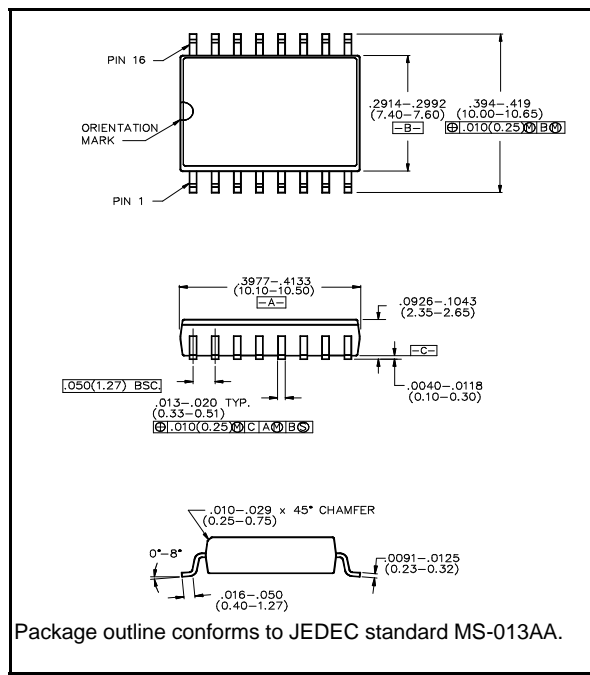 PIN 16
ORIENTATION
MARK
PIN 1
.2914–.2992
(7.40–7.60)
–B–
.394–.419
(10.00–10.65)
⊕ .010(0.25)Ⓜ BⓂ
.3977–.4133
(10.10–10.50)
–A–
.0926–.1043
(2.35–2.65)
–C–
.050(1.27) BSC.
.0040–.0118
(0.10–0.30)
.013–.020 TYP.
(0.33–0.51)
⊕ .010(0.25)Ⓜ C AⓂ BⓈ
.010–.029 x 45° CHAMFER
(0.25–0.75)
0°–8°
.0091–.0125
(0.23–0.32)
.016–.050
(0.40–1.27)
Package outline conforms to JEDEC standard MS-013AA.